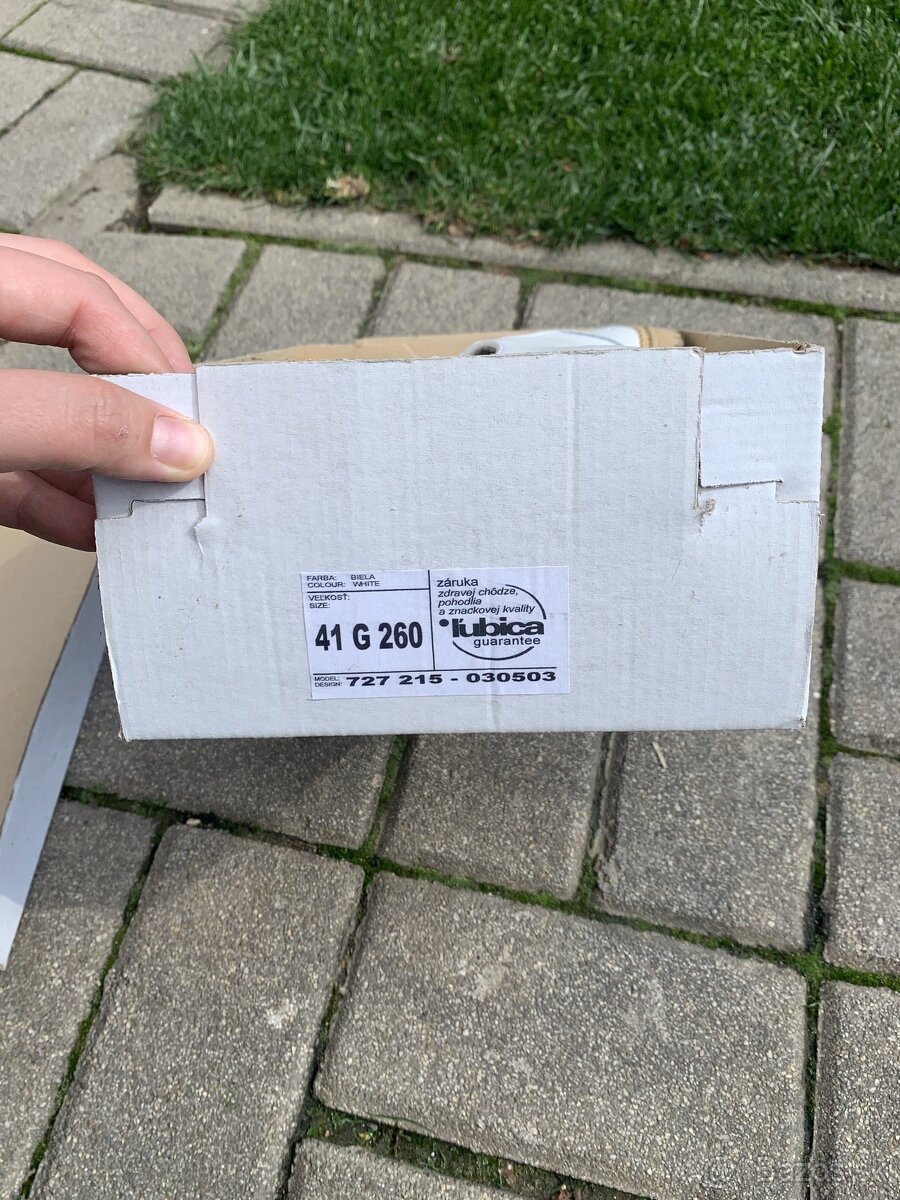 FARBA: BIELA
COLOUR: WHITE
VEĽKOSŤ:
SIZE:
41 G 260
záruka
zdravej chôdze,
pohodlia
a znackovej kvality
ľubica
guarantee
MODEL:
DESIGN: 727 215 - 030503